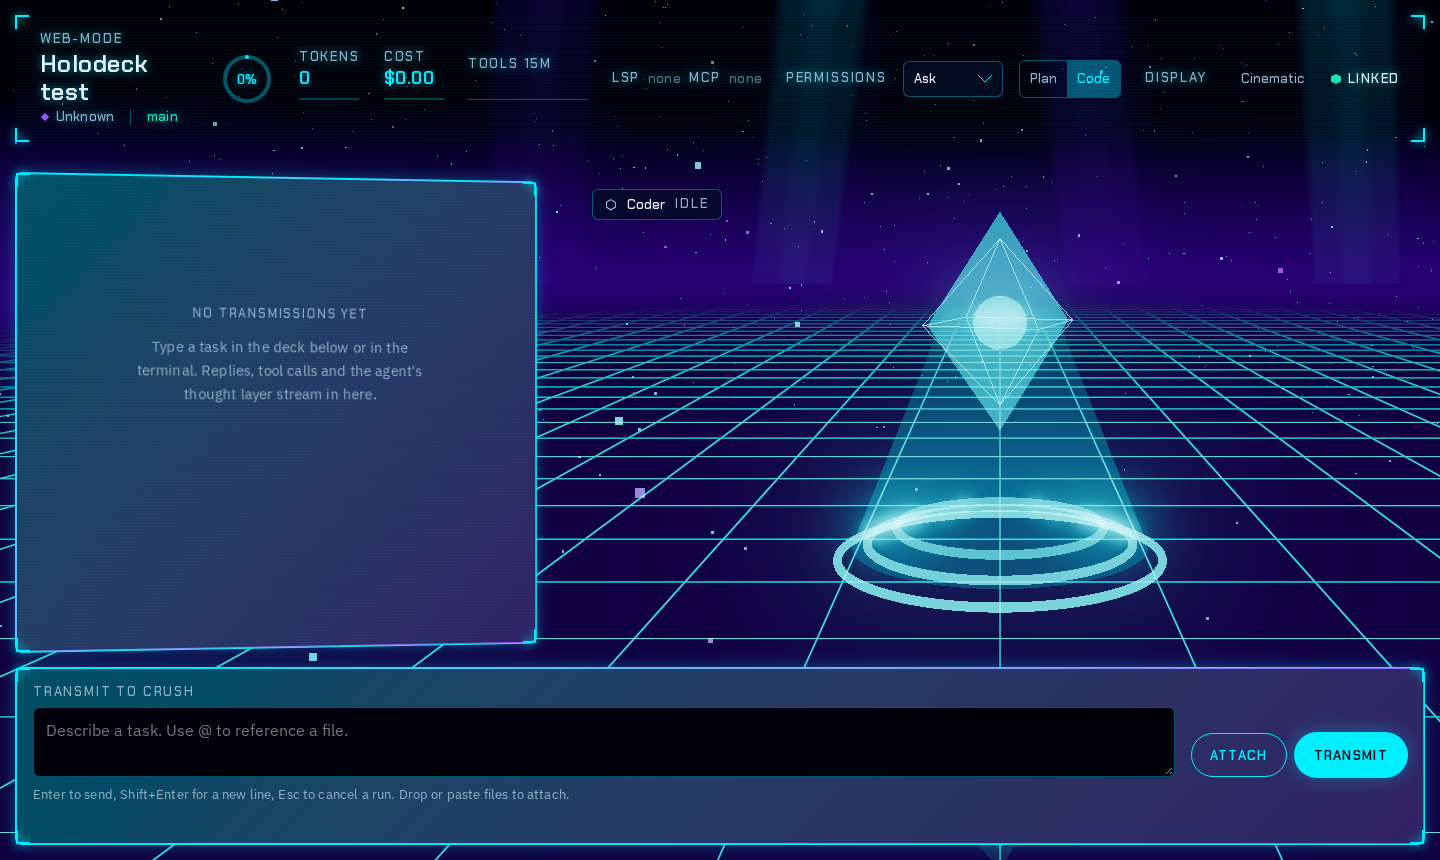 WEB-MODE
Holodeck
test
Unknown
main
0%
TOKENS
0
COST
$0.00
TOOLS 15M
LSP none MCP none
PERMISSIONS
Ask
Plan
Code
DISPLAY
Cinematic
LINKED
Coder IDLE
NO TRANSMISSIONS YET
Type a task in the deck below or in the
terminal. Replies, tool calls and the agent's
thought layer stream in here.
TRANSMIT TO CRUSH
Describe a task. Use @ to reference a file.
ATTACH
TRANSMIT
Enter to send, Shift+Enter for a new line, Esc to cancel a run. Drop or paste files to attach.